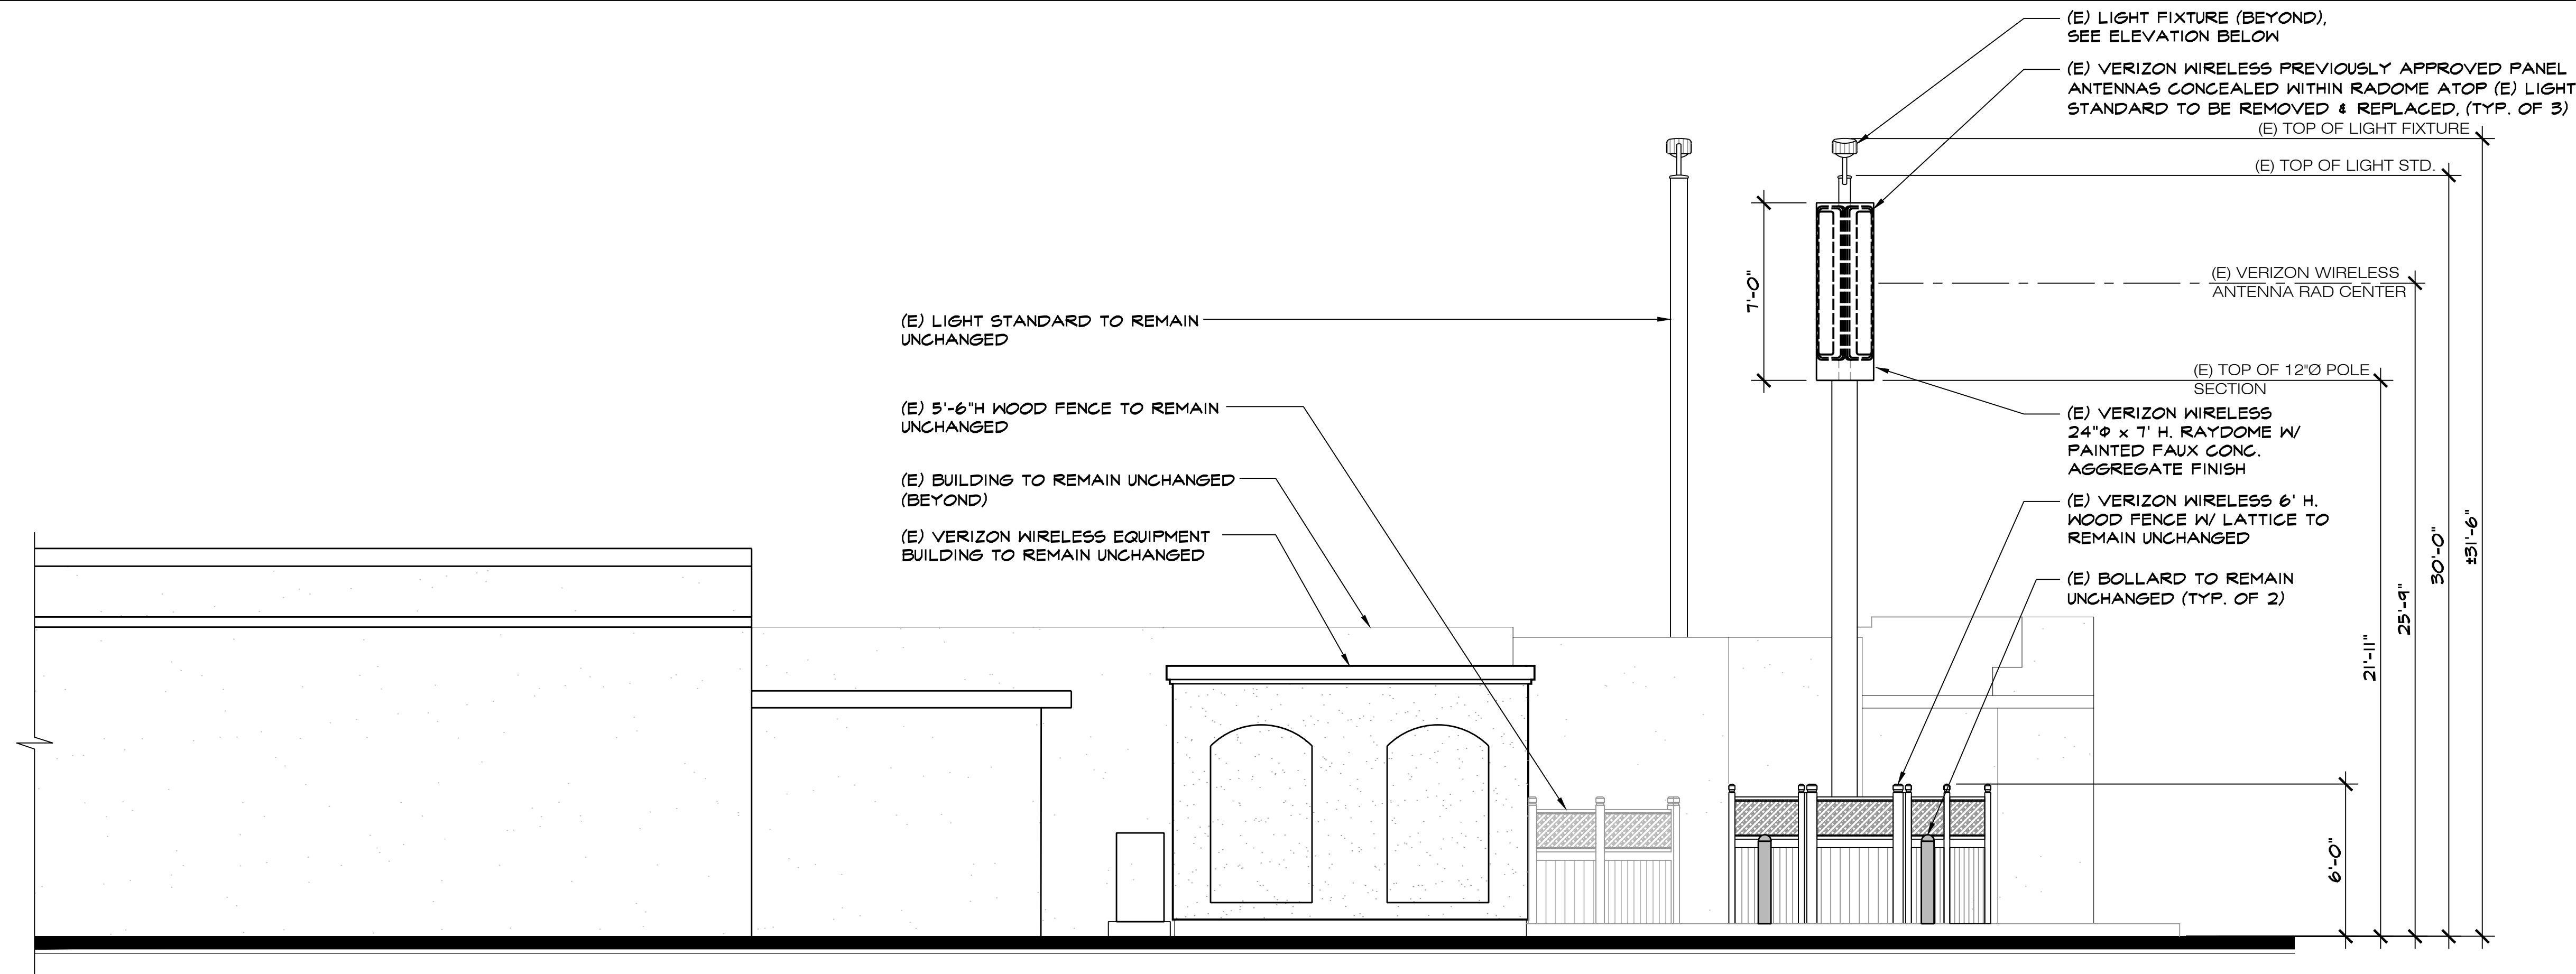 (E) LIGHT FIXTURE (BEYOND),
SEE ELEVATION BELOW
(E) VERIZON WIRELESS PREVIOUSLY APPROVED PANEL
ANTENNAS CONCEALED WITHIN RADOME ATOP (E) LIGHT
STANDARD TO BE REMOVED & REPLACED, (TYP. OF 3)
(E) TOP OF LIGHT FIXTURE
(E) TOP OF LIGHT STD.
(E) VERIZON WIRELESS
ANTENNA RAD CENTER
7'-0"
(E) LIGHT STANDARD TO REMAIN
UNCHANGED
(E) TOP OF 12"Ø POLE
SECTION
(E) 5'-6"H WOOD FENCE TO REMAIN
UNCHANGED
(E) VERIZON WIRELESS
24"Φ x 7' H. RAYDOME W/
PAINTED FAUX CONC.
AGGREGATE FINISH
(E) BUILDING TO REMAIN UNCHANGED
(BEYOND)
(E) VERIZON WIRELESS 6' H.
WOOD FENCE W/ LATTICE TO
REMAIN UNCHANGED
(E) VERIZON WIRELESS EQUIPMENT
BUILDING TO REMAIN UNCHANGED
(E) BOLLARD TO REMAIN
UNCHANGED (TYP. OF 2)
6'-0"
21'-11"
25'-9"
30'-0"
±31'-6"